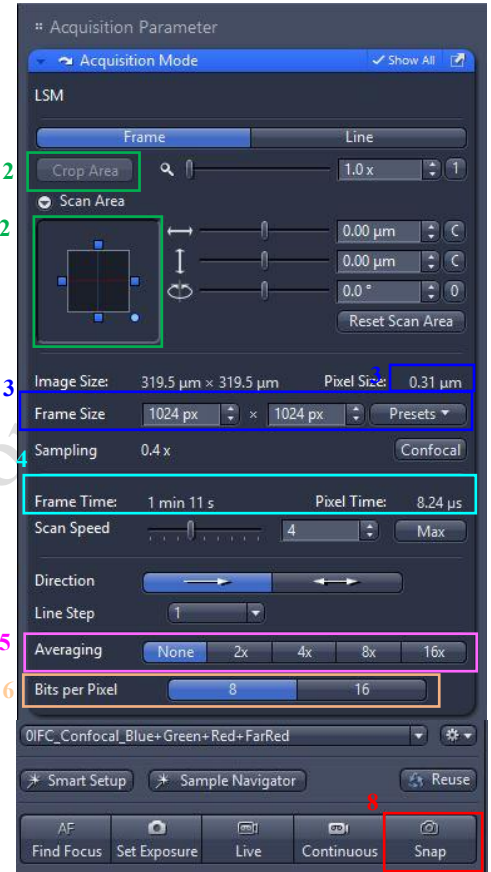 Acquisition Parameter
Acquisition Mode Show All
LSM
Frame Line
2 Crop Area 1.0 x 1
Scan Area
2
0.00 µm C
0.00 µm C
0.0 ° 0
Reset Scan Area
Image Size: 319.5 µm × 319.5 µm Pixel Size: 3 0.31 µm
3 Frame Size 1024 px × 1024 px Presets
Sampling 0.4 x Confocal
4
Frame Time: 1 min 11 s Pixel Time: 8.24 µs
Scan Speed 4 Max
Direction
Line Step 1
5 Averaging None 2x 4x 8x 16x
6 Bits per Pixel 8 16
0IFC_Confocal_Blue+Green+Red+FarRed
Smart Setup Sample Navigator Reuse
8
AF
Find Focus Set Exposure Live Continuous Snap